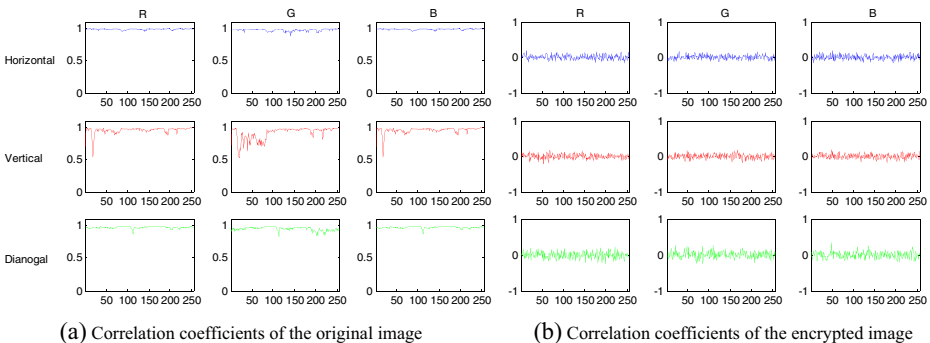 R G B R G B
Horizontal
1 0.5 0 50 100 150 200 250
1 0.5 0 50 100 150 200 250
1 0.5 0 50 100 150 200 250
1 0 -1 50 100 150 200 250
1 0 -1 50 100 150 200 250
1 0 -1 50 100 150 200 250
Vertical
1 0.5 0 50 100 150 200 250
1 0.5 0 50 100 150 200 250
1 0.5 0 50 100 150 200 250
1 0 -1 50 100 150 200 250
1 0 -1 50 100 150 200 250
1 0 -1 50 100 150 200 250
Dianogal
1 0.5 0 50 100 150 200 250
1 0.5 0 50 100 150 200 250
1 0.5 0 50 100 150 200 250
1 0 -1 50 100 150 200 250
1 0 -1 50 100 150 200 250
1 0 -1 50 100 150 200 250
(a) Correlation coefficients of the original image
(b) Correlation coefficients of the encrypted image